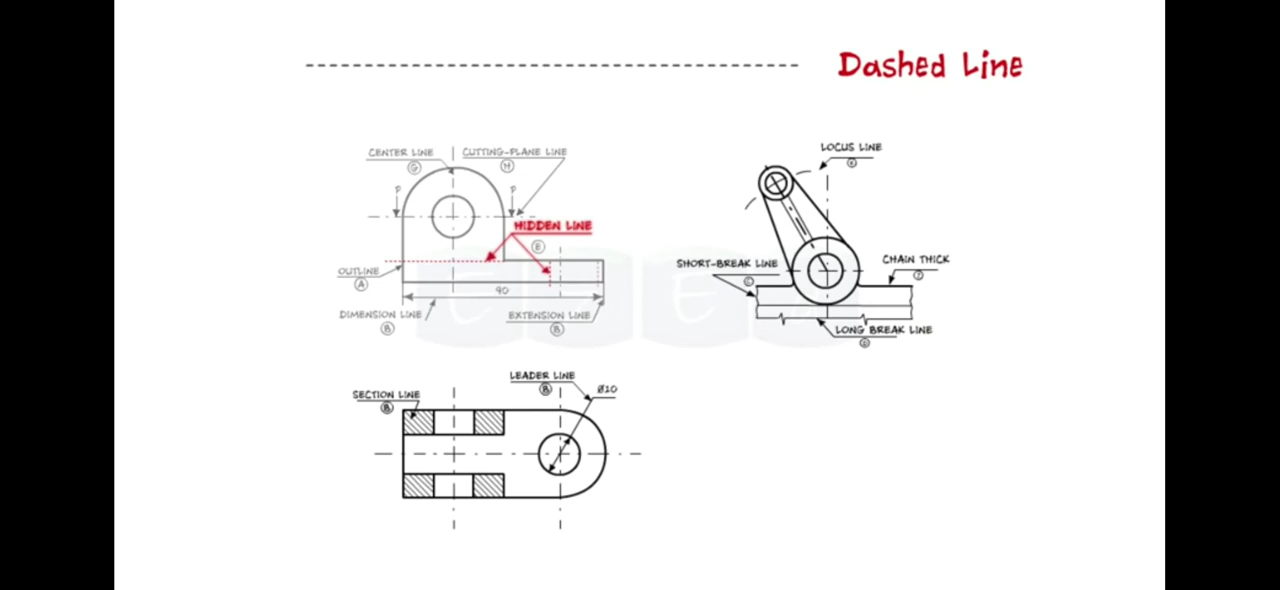 Dashed Line
CENTER LINE
G
CUTTING-PLANE LINE
H
P
P
HIDDEN LINE
E
OUTLINE
A
90
DIMENSION LINE
B
EXTENSION LINE
B
LOCUS LINE
K
SHORT-BREAK LINE
C
CHAIN THICK
J
LONG BREAK LINE
D
LEADER LINE
B
Ø10
SECTION LINE
B